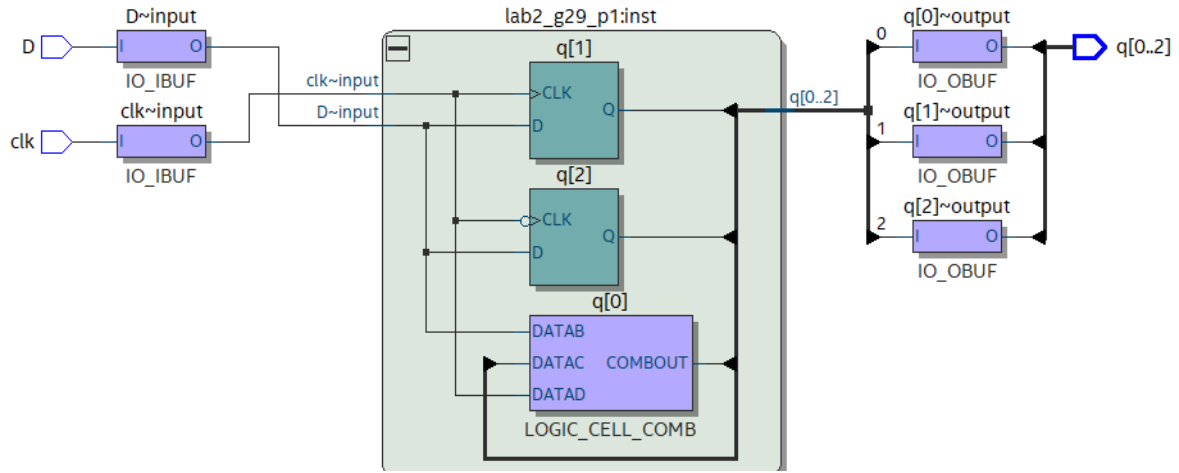 D~input
D
I
O
IO_IBUF
clk~input
clk
I
O
IO_IBUF
lab2_g29_p1:inst
clk~input
D~input
q[1]
CLK
D
Q
q[2]
CLK
D
Q
q[0]
DATAB
DATAC
COMBOUT
DATAD
LOGIC_CELL_COMB
q[0..2]
0
q[0]~output
I
O
IO_OBUF
1
q[1]~output
I
O
IO_OBUF
2
q[2]~output
I
O
IO_OBUF
q[0..2]